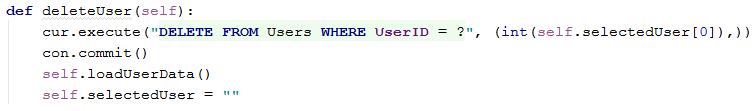 def deleteUser(self):
    cur.execute("DELETE FROM Users WHERE UserID = ?", (int(self.selectedUser[0]),))
    con.commit()
    self.loadUserData()
    self.selectedUser = ""